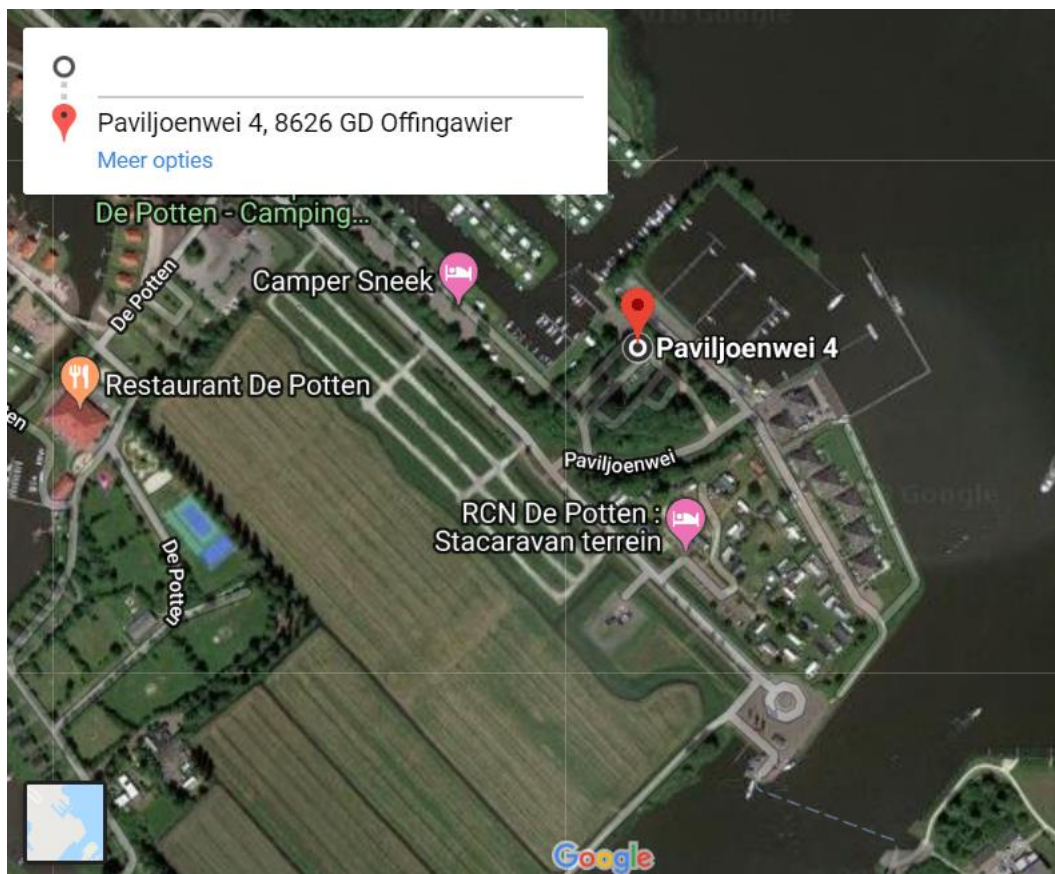 Paviljoenwei 4, 8626 GD Offingawier
Meer opties
De Potten - Camping...
De Potten
Camper Sneek
Paviljoenwei 4
Restaurant De Potten
Paviljoenwei
RCN De Potten :
Stacaravan terrein
De Potten
Google
Google